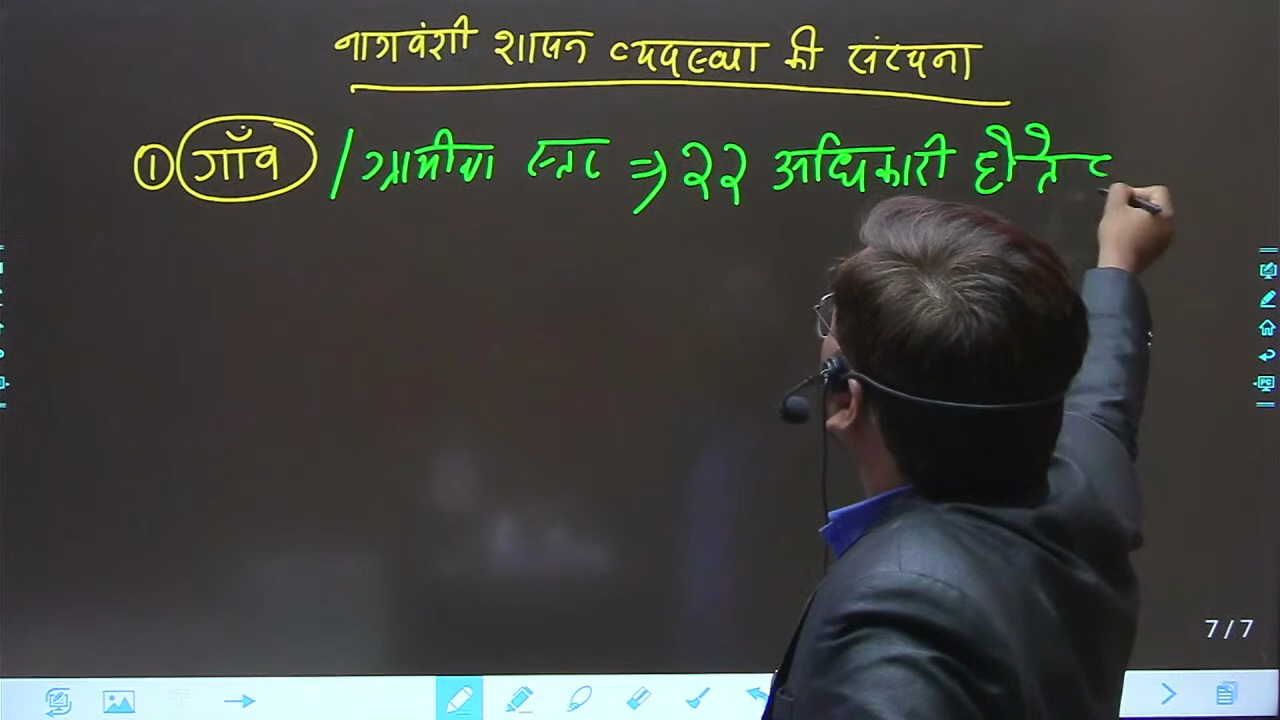 नागवंशी शासन व्यवस्था की संरचना
① गाँव / ग्रामीण स्तर ⇒ २२ अधिकारी होते
7 / 7